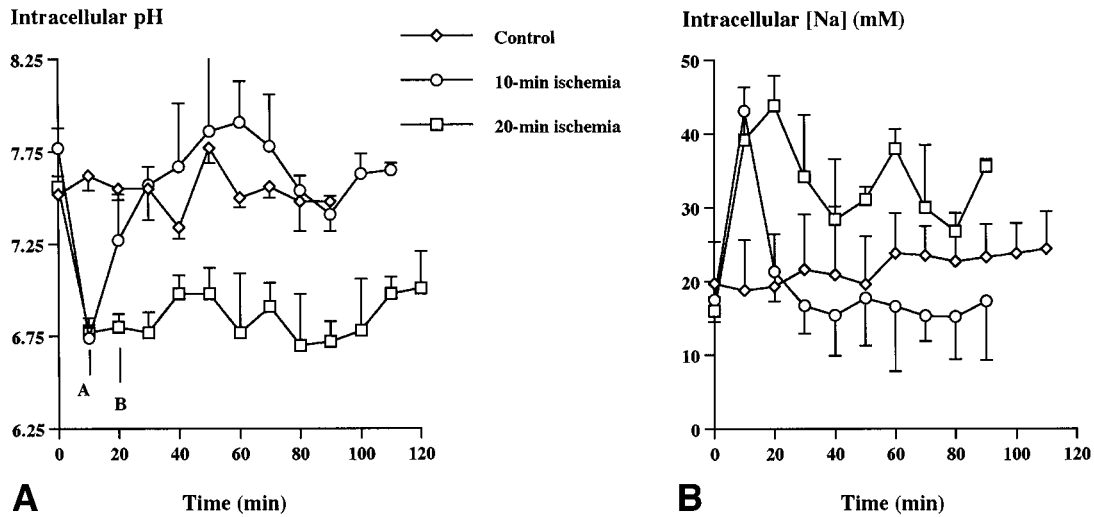 Intracellular pH
Control
10-min ischemia
20-min ischemia
8.25
7.75
7.25
6.75
6.25
A
B
0 20 40 60 80 100 120
A Time (min)
Intracellular [Na] (mM)
50
40
30
20
10
0
0 20 40 60 80 100 120
B Time (min)